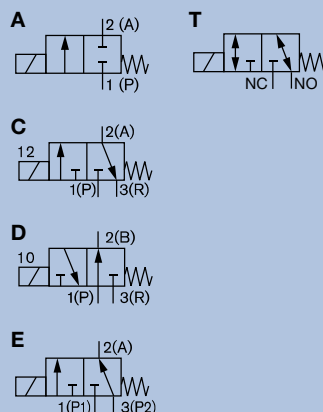 A
2 (A)
1 (P)
T
NC NO
C
12
2(A)
1(P) 3(R)
D
10
2(B)
1(P) 3(R)
E
2(A)
1(P1) 3(P2)